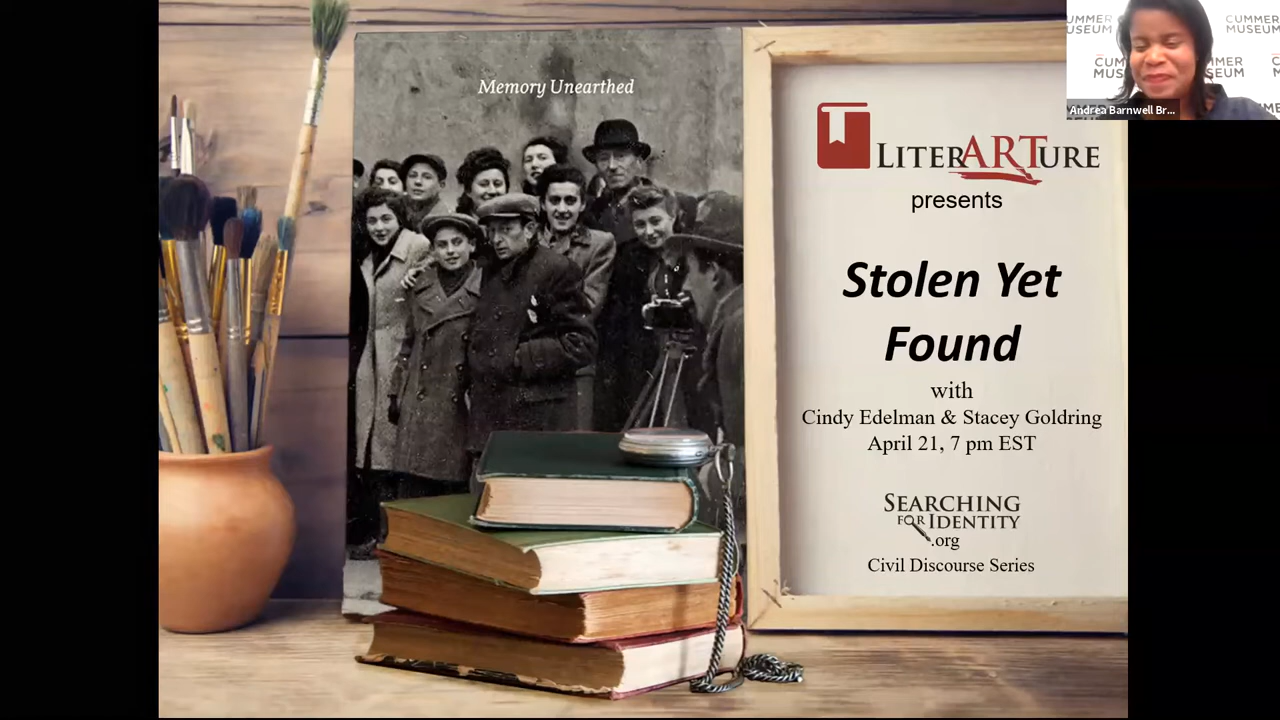 Memory Unearthed
LITERARTURE
presents
Stolen Yet
Found
with
Cindy Edelman & Stacey Goldring
April 21, 7 pm EST
SEARCHING
FOR IDENTITY
.org
Civil Discourse Series
CUMMER
MUSEUM
Andrea Barnwell Br...